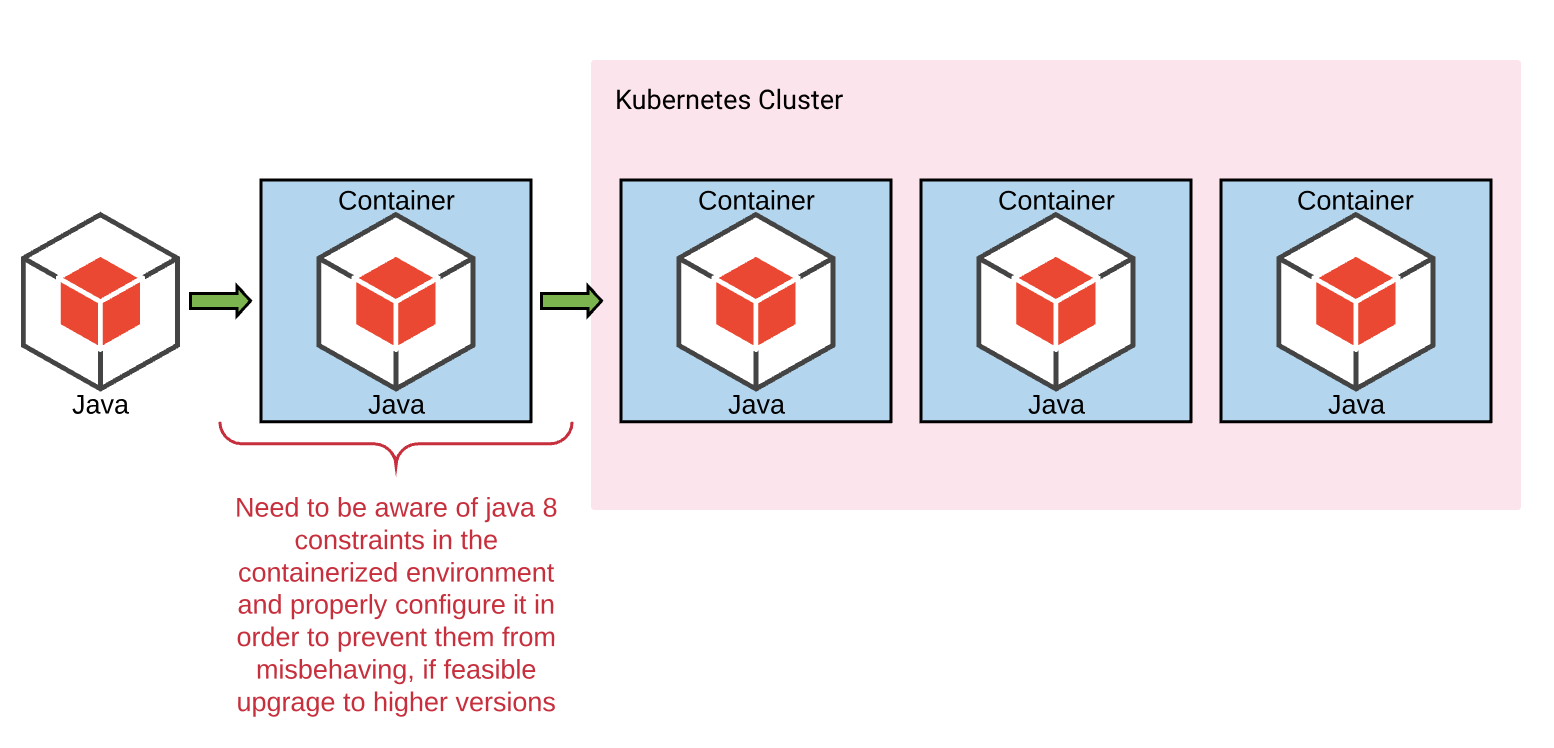 Kubernetes Cluster
Container
Container
Container
Container
Java
Java
Java
Java
Java
Need to be aware of java 8
constraints in the
containerized environment
and properly configure it in
order to prevent them from
misbehaving, if feasible
upgrage to higher versions